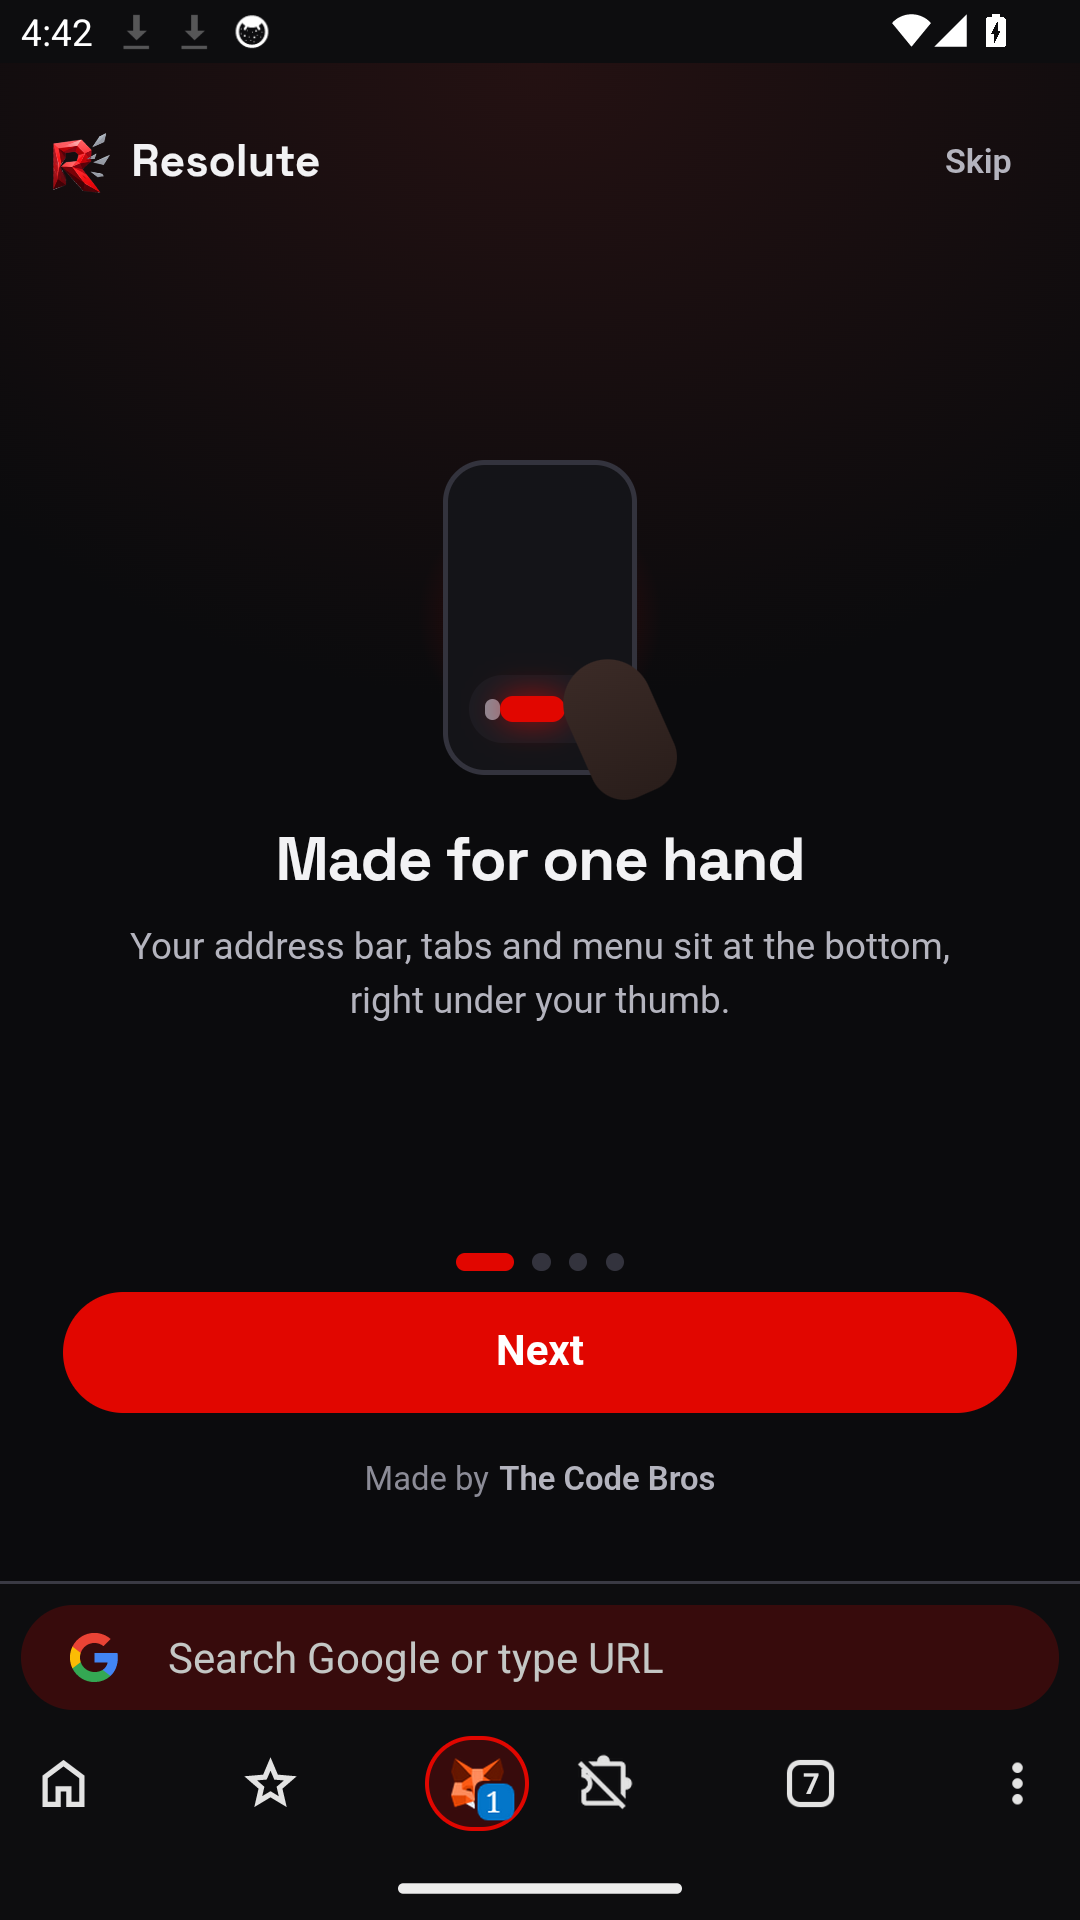 4:42
Resolute
Skip
Made for one hand
Your address bar, tabs and menu sit at the bottom,
right under your thumb.
Next
Made by The Code Bros
Search Google or type URL
1
7